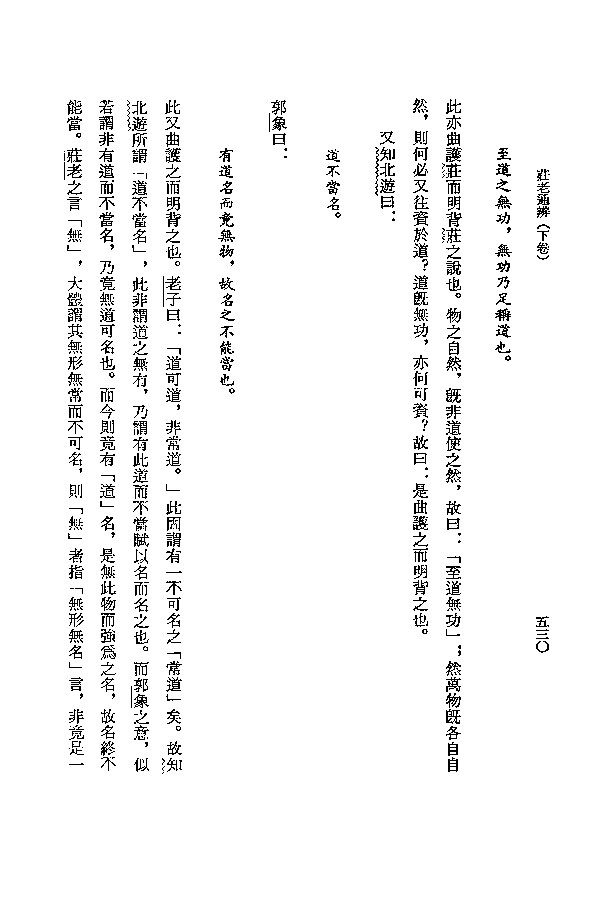 莊老通辨（下卷）
五三〇
至道之無功，無功乃足稱道也。
此亦曲護莊而明背莊之說也。物之自然，既非道使之然，故曰：「至道無功」；然萬物既各自自
然，則何必又往資於道？道既無功，亦何可資？故曰：是曲護之而明背之也。
又知北遊曰：
道不當名。
郭象曰：
有道名而竟無物，故名之不能當也。
此又曲護之而明背之也。老子曰：「道可道，非常道。」此因謂有一不可名之「常道」矣。故知
北遊所謂「道不當名」，此非謂道之無有，乃謂有此道而不當賦以名而名之也。而郭象之意，似
若謂非有道而不當名，乃竟無道可名也。而今則竟有「道」名，是無此物而強為之名，故名終不
能當。莊老之言「無」，大體謂其無形無常而不可名，則「無」者指「無形無名」言，非竟是一